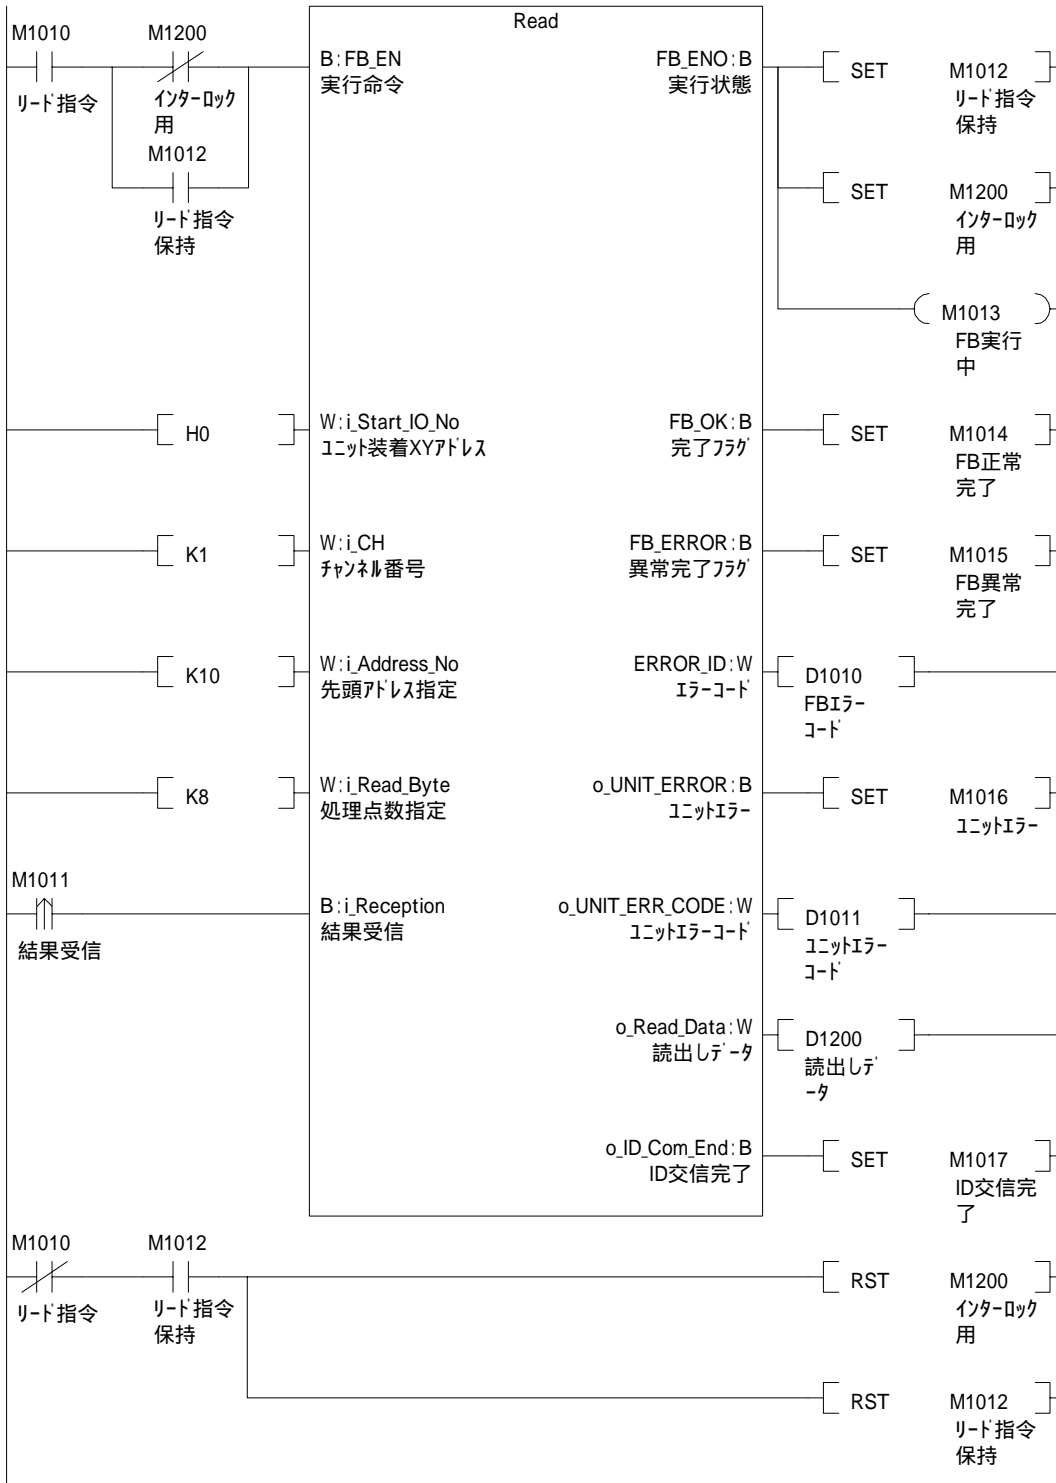 Read
M1010
M1200
B:FB_EN
実行命令
FB_ENO:B
実行状態
SET M1012
リード指令
保持
リード指令
インターロック
用
M1012
リード指令
保持
SET M1200
インターロック
用
M1013
FB実行
中
H0
W:i_Start_IO_No
ユニット装着XYアドレス
FB_OK:B
完了フラグ
SET M1014
FB正常
完了
K1
W:i_CH
チャンネル番号
FB_ERROR:B
異常完了フラグ
SET M1015
FB異常
完了
K10
W:i_Address_No
先頭アドレス指定
ERROR_ID:W
エラーコード
D1010
FBエラー
コード
K8
W:i_Read_Byte
処理点数指定
o_UNIT_ERROR:B
ユニットエラー
SET M1016
ユニットエラー
M1011
結果受信
B:i_Reception
結果受信
o_UNIT_ERR_CODE:W
ユニットエラーコード
D1011
ユニットエラー
コード
o_Read_Data:W
読出しデータ
D1200
読出しデ
ータ
o_ID_Com_End:B
ID交信完了
SET M1017
ID交信完
了
M1010
リード指令
M1012
リード指令
保持
RST M1200
インターロック
用
RST M1012
リード指令
保持